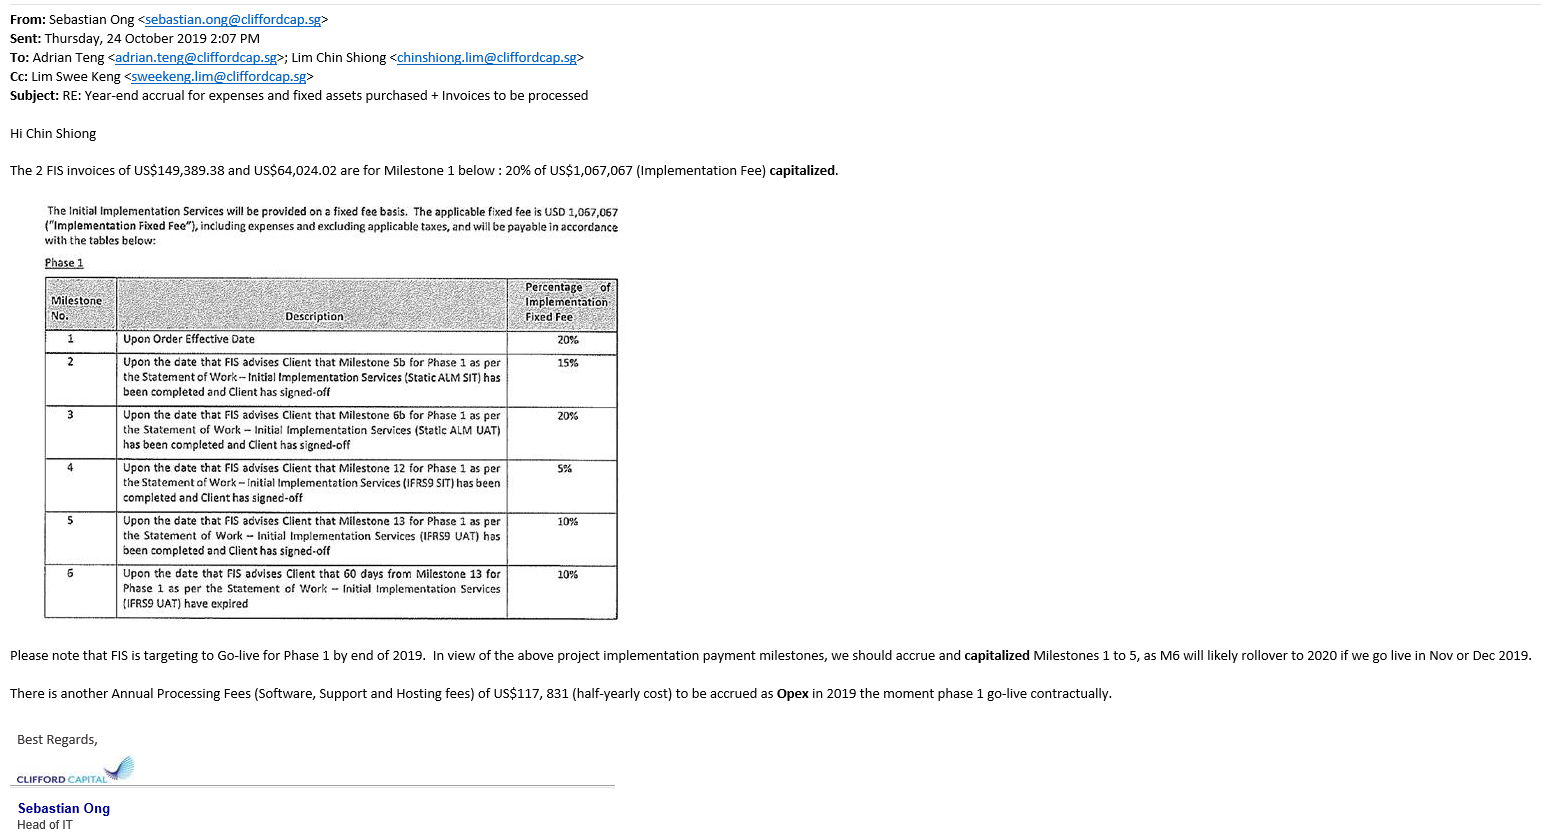 From: Sebastian Ong <sebastian.ong@cliffordcap.sg>
Sent: Thursday, 24 October 2019 2:07 PM
To: Adrian Teng <adrian.teng@cliffordcap.sg>; Lim Chin Shiong <chinshiong.lim@cliffordcap.sg>
Cc: Lim Swee Keng <sweekeng.lim@cliffordcap.sg>
Subject: RE: Year-end accrual for expenses and fixed assets purchased + Invoices to be processed
Hi Chin Shiong
The 2 FIS invoices of US$149,389.38 and US$64,024.02 are for Milestone 1 below : 20% of US$1,067,067 (Implementation Fee) capitalized.
The Initial Implementation Services will be provided on a fixed fee basis. The applicable fixed fee is USD 1,067,067
("Implementation Fixed Fee"), including expenses and excluding applicable taxes, and will be payable in accordance
with the tables below:
Phase 1
Milestone No. Description Percentage of Implementation Fixed Fee
1 Upon Order Effective Date 20%
2 Upon the date that FIS advises Client that Milestone 5b for Phase 1 as per 15%
the Statement of Work – Initial Implementation Services (Static ALM SIT) has
been completed and Client has signed-off
3 Upon the date that FIS advises Client that Milestone 6b for Phase 1 as per 20%
the Statement of Work – Initial Implementation Services (Static ALM UAT)
has been completed and Client has signed-off
4 Upon the date that FIS advises Client that Milestone 12 for Phase 1 as per 5%
the Statement of Work – Initial Implementation Services (IFRS9 SIT) has been
completed and Client has signed-off
5 Upon the date that FIS advises Client that Milestone 13 for Phase 1 as per 10%
the Statement of Work – Initial Implementation Services (IFRS9 UAT) has
been completed and Client has signed-off
6 Upon the date that FIS advises Client that 60 days from Milestone 13 for 10%
Phase 1 as per the Statement of Work – Initial Implementation Services
(IFRS9 UAT) have expired
Please note that FIS is targeting to Go-live for Phase 1 by end of 2019. In view of the above project implementation payment milestones, we should accrue and capitalized Milestones 1 to 5, as M6 will likely rollover to 2020 if we go live in Nov or Dec 2019.
There is another Annual Processing Fees (Software, Support and Hosting fees) of US$117, 831 (half-yearly cost) to be accrued as Opex in 2019 the moment phase 1 go-live contractually.
Best Regards,
CLIFFORD CAPITAL
Sebastian Ong
Head of IT